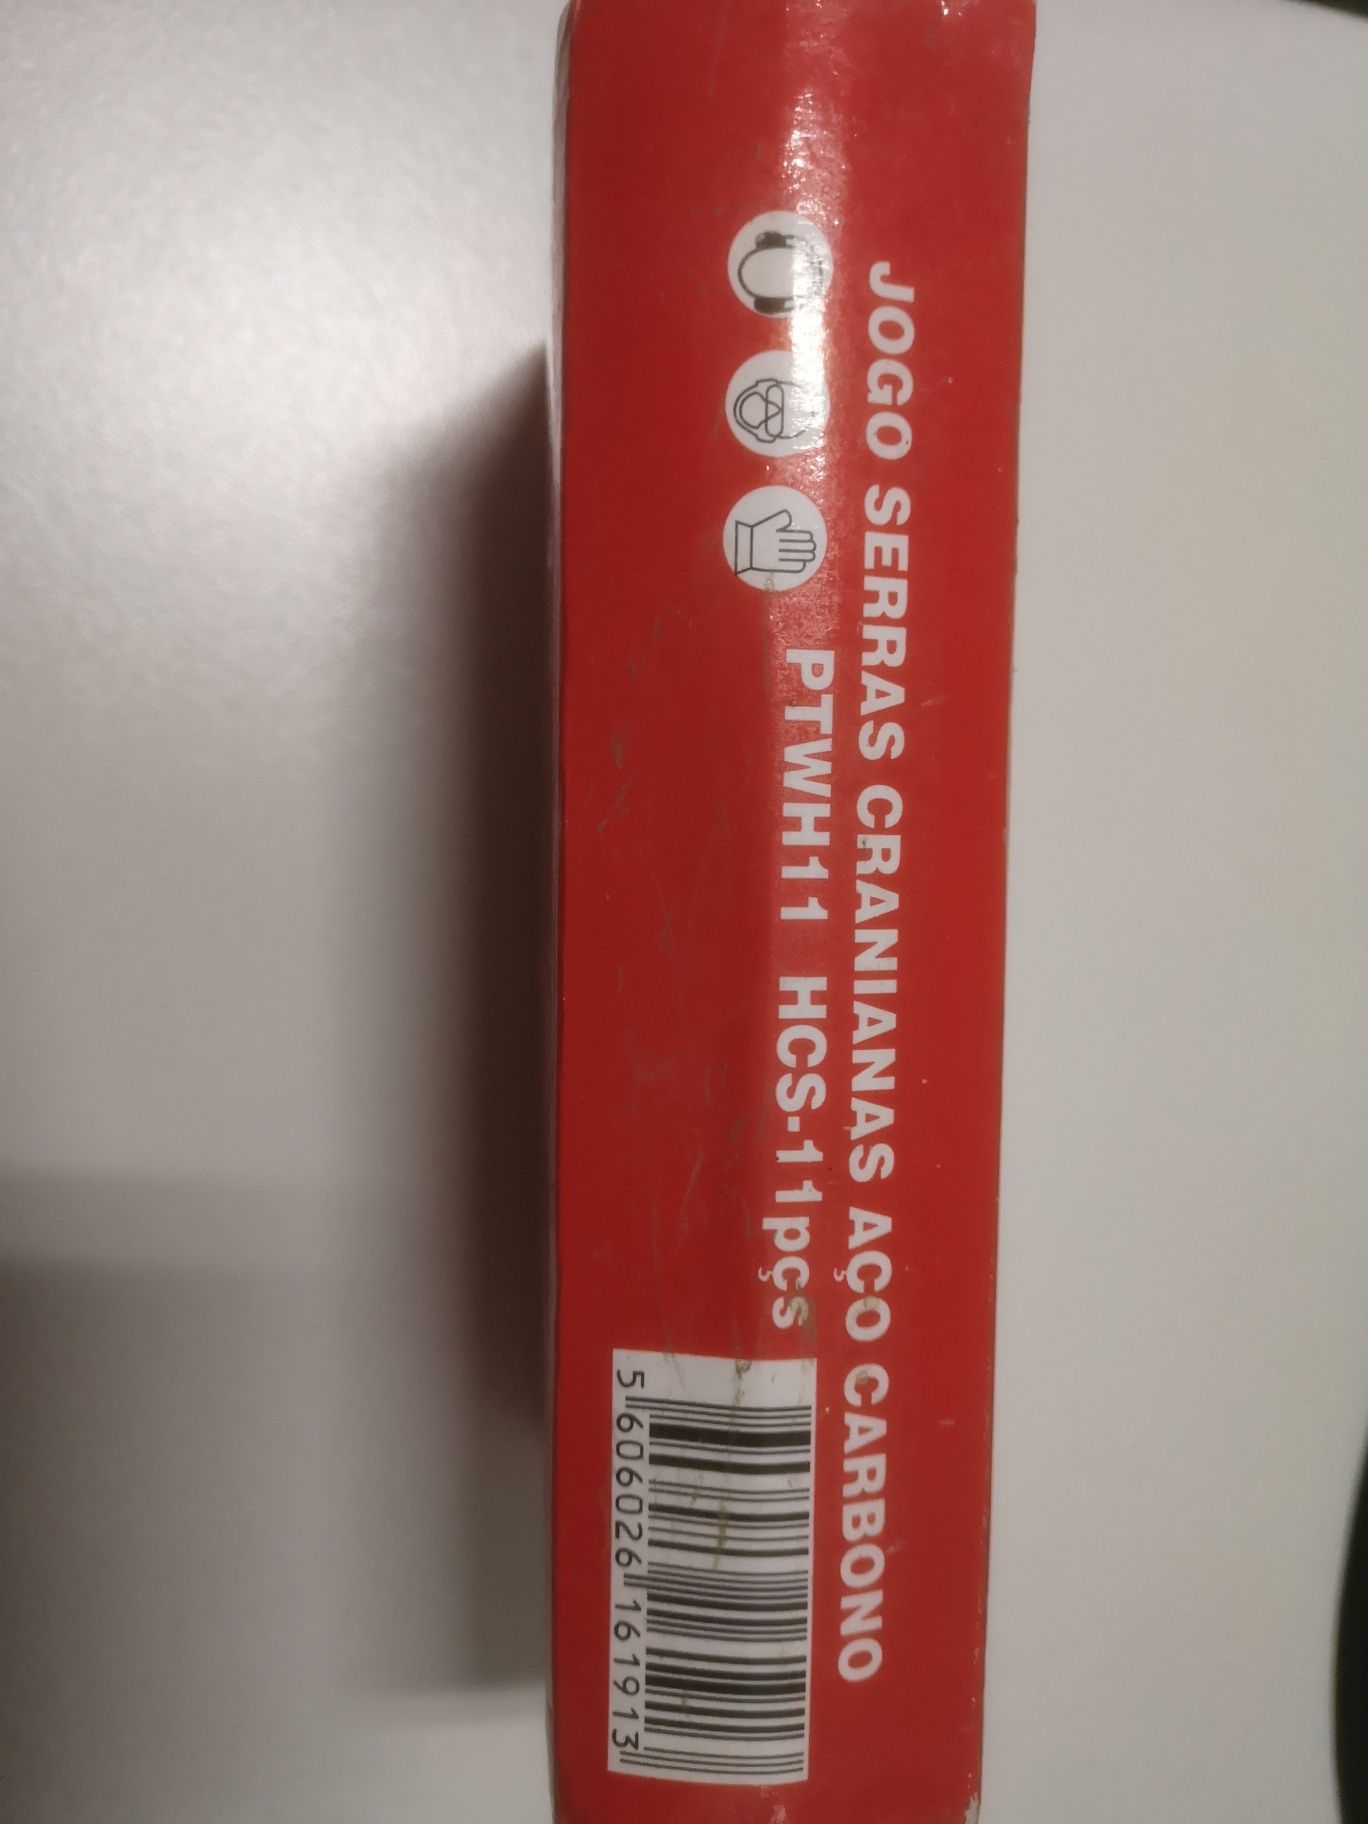 JOGO SERRAS CRANIANAS AÇO CARBONO
PTWH11 HCS-11pçs
5 606026 161913